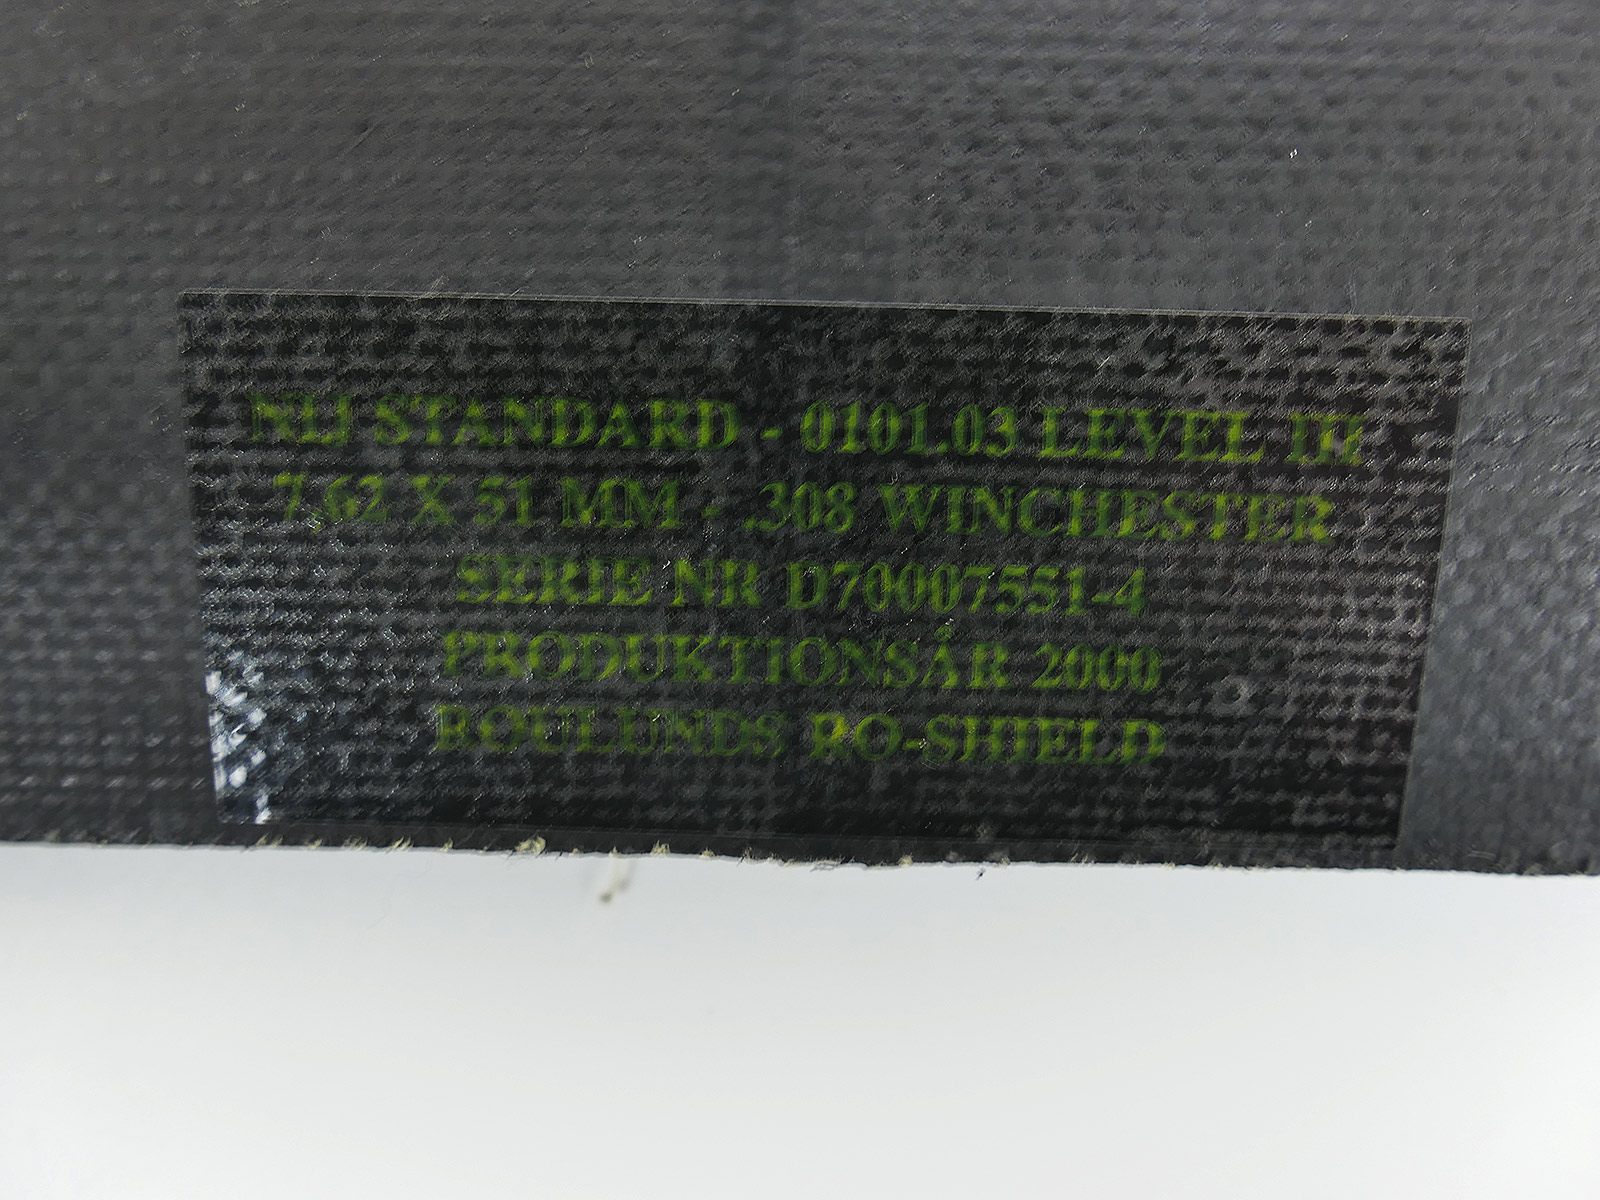 NIJ STANDARD - 0101.03 LEVEL III
7,62 X 51 MM - .308 WINCHESTER
SERIE NR D70007551-4
PRODUKTIONSÅR 2000
ROULUNDS RO-SHIELD